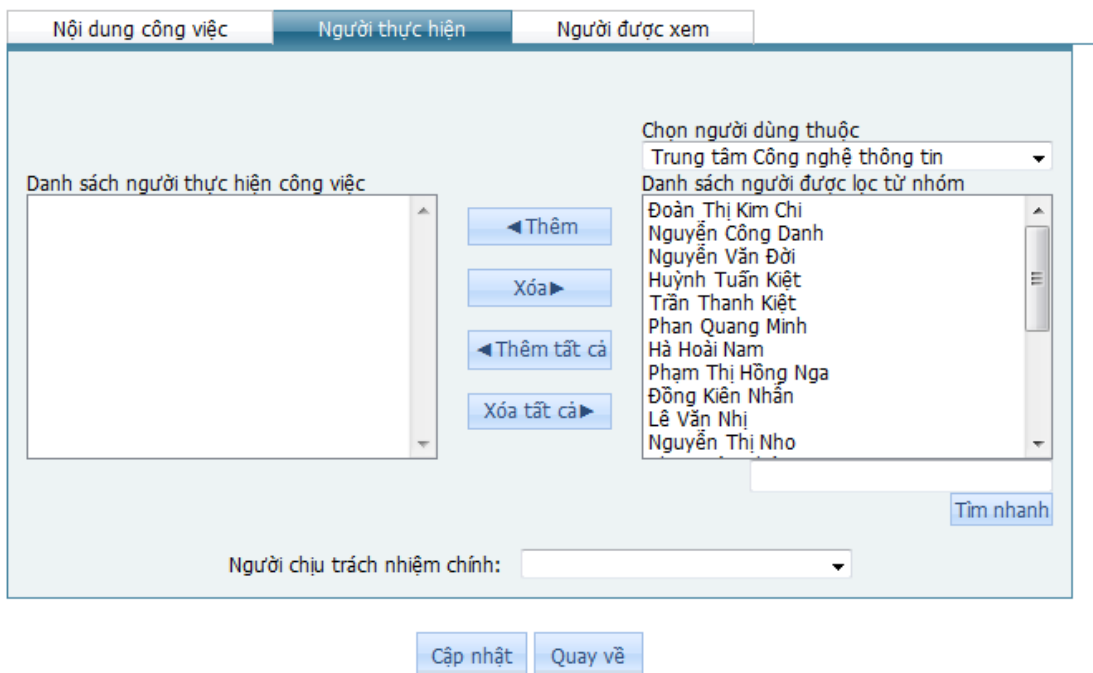 Nội dung công việc
Người thực hiện
Người được xem
Chọn người dùng thuộc
Trung tâm Công nghệ thông tin
Danh sách người thực hiện công việc
Danh sách người được lọc từ nhóm
◄Thêm
Xóa►
◄Thêm tất cả
Xóa tất cả►
Đoàn Thị Kim Chi
Nguyễn Công Danh
Nguyễn Văn Đời
Huỳnh Tuấn Kiệt
Trần Thanh Kiệt
Phan Quang Minh
Hà Hoài Nam
Phạm Thị Hồng Nga
Đồng Kiên Nhẫn
Lê Văn Nhị
Nguyễn Thị Nho
Tìm nhanh
Người chịu trách nhiệm chính:
Cập nhật
Quay về